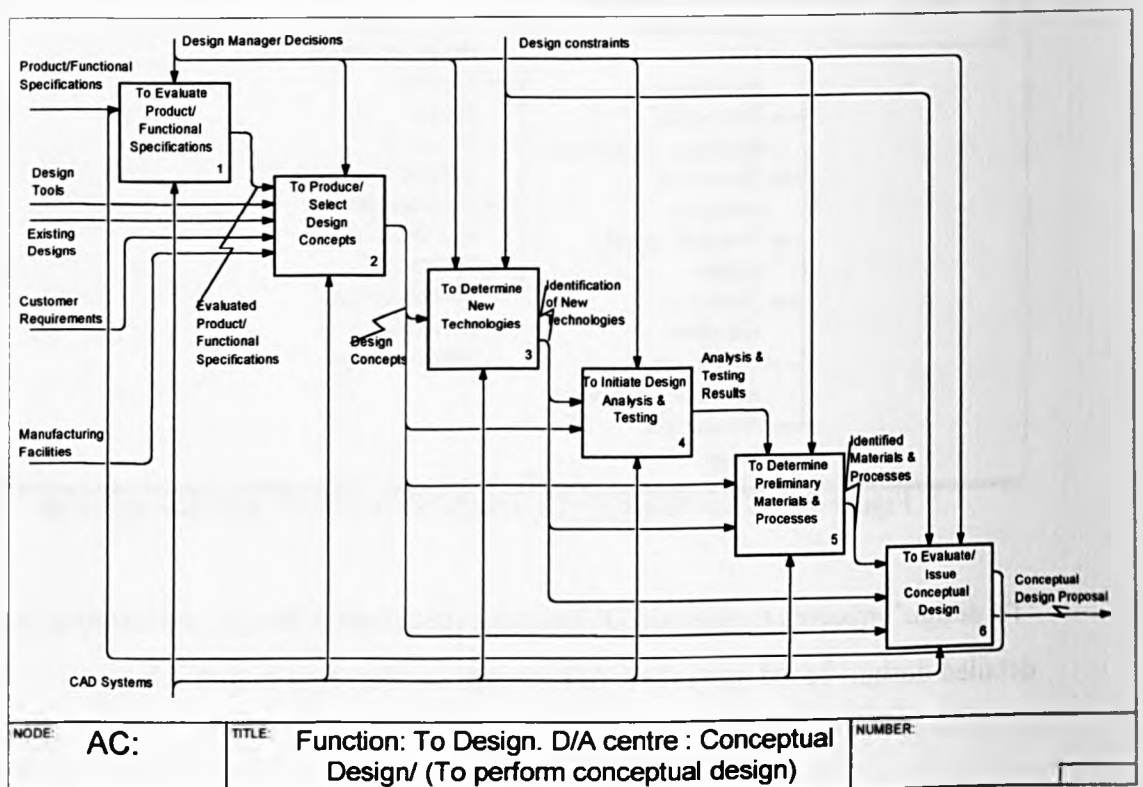 Design Manager Decisions
Design constraints
Product/Functional
Specifications
To Evaluate
Product/
Functional
Specifications
1
Design
Tools
Existing
Designs
Customer
Requirements
Manufacturing
Facilities
To Produce/
Select
Design
Concepts
2
Evaluated
Product/
Functional
Specifications
Design
Concepts
To Determine
New
Technologies
3
Identification
of New
Technologies
To Initiate Design
Analysis &
Testing
4
Analysis &
Testing
Results
To Determine
Preliminary
Materials &
Processes
5
Identified
Materials &
Processes
To Evaluate/
Issue
Conceptual
Design
6
Conceptual
Design Proposal
CAD Systems
NODE:
AC:
TITLE:
Function: To Design. D/A centre : Conceptual
Design/ (To perform conceptual design)
NUMBER: